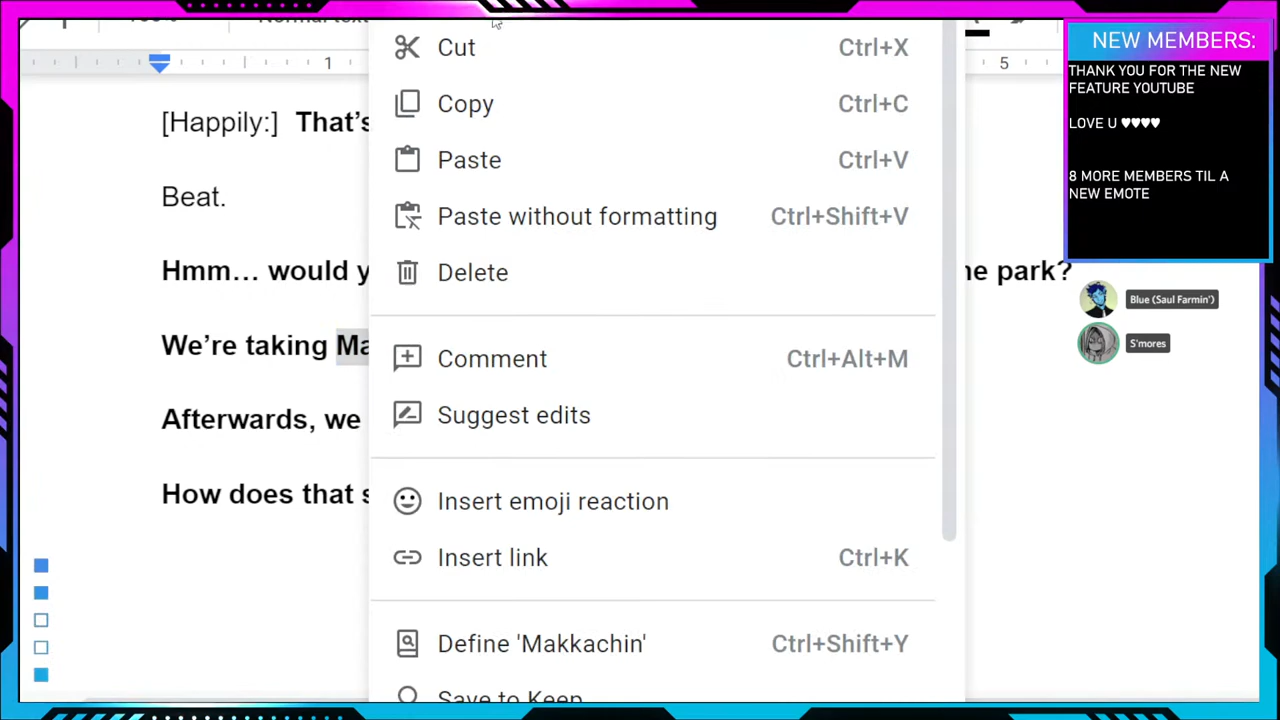 Cut Ctrl+X
[Happily:] That's
Copy Ctrl+C
Paste Ctrl+V
Beat.
Paste without formatting Ctrl+Shift+V
Hmm… would
Delete
park?
We're taking
Comment Ctrl+Alt+M
Afterwards, we
Suggest edits
How does that
Insert emoji reaction
Insert link Ctrl+K
Define 'Makkachin' Ctrl+Shift+Y
Save to Keep
1
5
NEW MEMBERS:
THANK YOU FOR THE NEW
FEATURE YOUTUBE
LOVE U ♥♥♥♥
8 MORE MEMBERS TIL A
NEW EMOTE
Blue (Saul Farmin')
S'mores